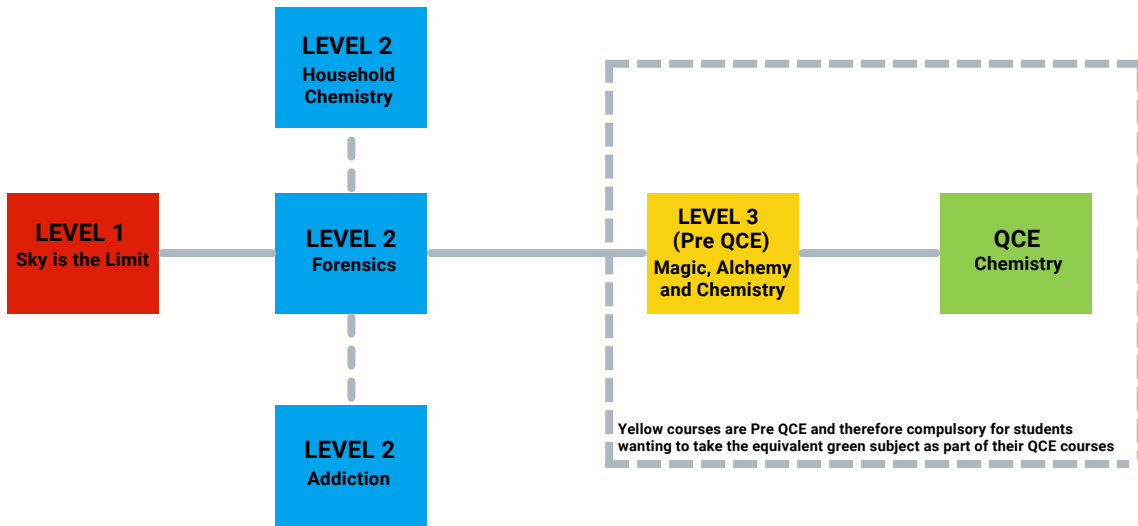 LEVEL 2
Household
Chemistry
LEVEL 1
Sky is the Limit
LEVEL 2
Forensics
LEVEL 3
(Pre QCE)
Magic, Alchemy
and Chemistry
QCE
Chemistry
LEVEL 2
Addiction
Yellow courses are Pre QCE and therefore compulsory for students
wanting to take the equivalent green subject as part of their QCE courses